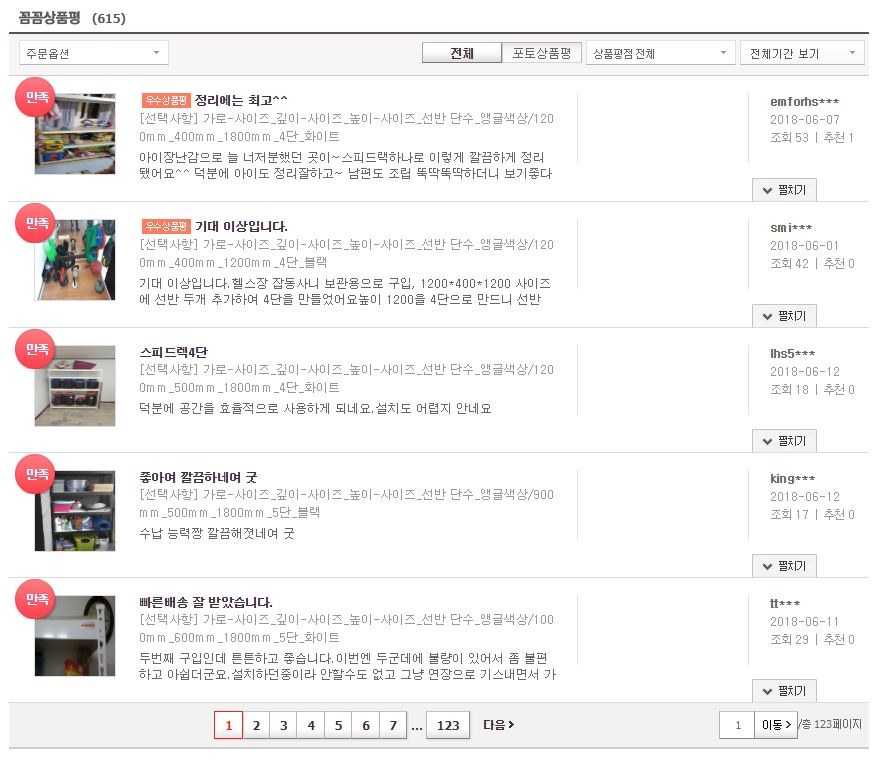 꼼꼼상품평 (615)
주문옵션
전체 포토상품평 상품평점 전체 전체기간 보기
만족
우수상품평 정리에는 최고^^
[선택사항] 가로-사이즈_깊이-사이즈_높이-사이즈_선반 단수_앵글색상/120
0mm_400mm_1800mm_4단_화이트
아이장난감으로 늘 너저분했던 곳이~스피드랙하나로 이렇게 깔끔하게 정리
됐어요^^ 덕분에 아이도 정리잘하고~ 남편도 조립 뚝딱뚝딱하더니 보기좋다
emforhs***
2018-06-07
조회 53 | 추천 1
펼치기
만족
우수상품평 기대 이상입니다.
[선택사항] 가로-사이즈_깊이-사이즈_높이-사이즈_선반 단수_앵글색상/120
0mm_400mm_1200mm_4단_블랙
기대 이상입니다.헬스장 잡동사니 보관용으로 구입, 1200*400*1200 사이즈
에 선반 두개 추가하여 4단을 만들었어요높이 1200을 4단으로 만드니 선반
smi***
2018-06-01
조회 42 | 추천 0
펼치기
만족
스피드렉4단
[선택사항] 가로-사이즈_깊이-사이즈_높이-사이즈_선반 단수_앵글색상/120
0mm_500mm_1800mm_4단_화이트
덕분에 공간을 효율적으로 사용하게 되네요.설치도 어렵지 안네요
lhs5***
2018-06-12
조회 18 | 추천 0
펼치기
만족
좋아여 깔끔하네여 굿
[선택사항] 가로-사이즈_깊이-사이즈_높이-사이즈_선반 단수_앵글색상/900
mm_500mm_1800mm_5단_블랙
수납 능력짱 깔끔해졋네여 굿
king***
2018-06-12
조회 17 | 추천 0
펼치기
만족
빠른배송 잘 받았습니다.
[선택사항] 가로-사이즈_깊이-사이즈_높이-사이즈_선반 단수_앵글색상/100
0mm_600mm_1800mm_5단_화이트
두번째 구입인데 튼튼하고 좋습니다.이번엔 두군데에 불량이 있어서 좀 불편
하고 아쉽더군요.설치하던중이라 안할수도 없고 그냥 연장으로 기스내면서 가
tt***
2018-06-11
조회 29 | 추천 0
펼치기
1 2 3 4 5 6 7 ... 123 다음 >
1 이동 > /총 123페이지